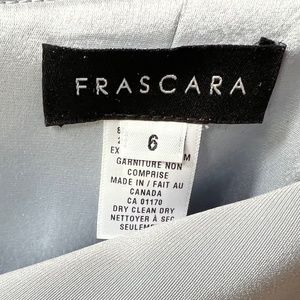 FRASCARA
6
GARNITURE NON
COMPRISE
MADE IN / FAIT AU
CANADA
CA 01170
DRY CLEAN DRY
NETTOYER À SEC